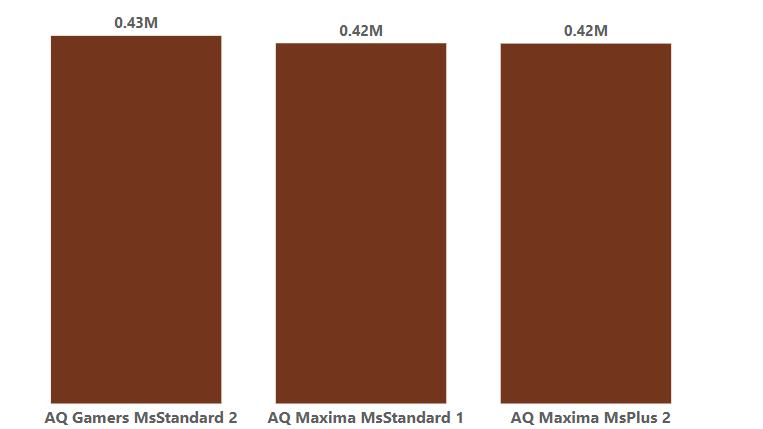 0.43M
0.42M
0.42M
AQ Gamers MsStandard 2
AQ Maxima MsStandard 1
AQ Maxima MsPlus 2